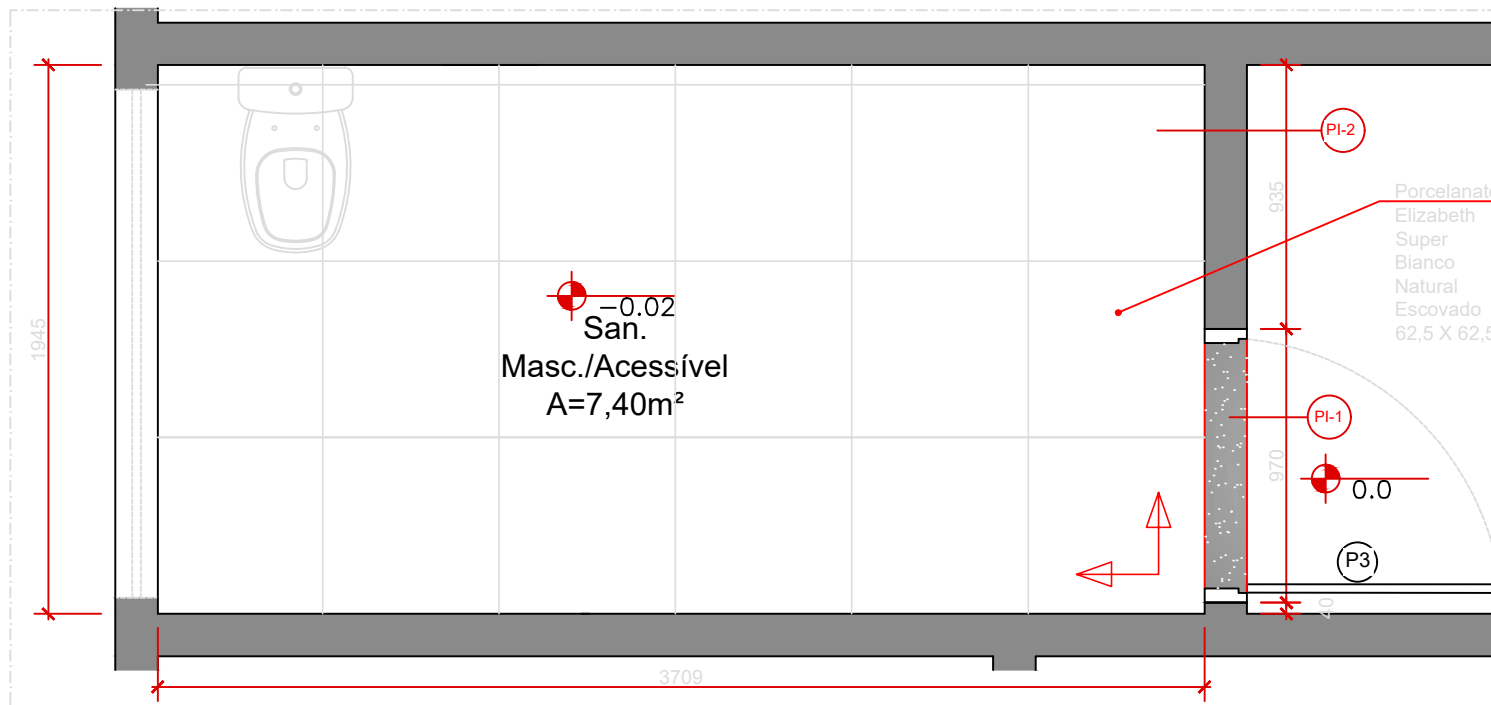 PI-2
935
Porcelanato
Elizabeth
Super
Bianco
Natural
Escovado
62,5 X 62,5
1945
−0.02
San.
Masc./Acessível
A=7,40m²
PI-1
970
0.0
P3
40
3709